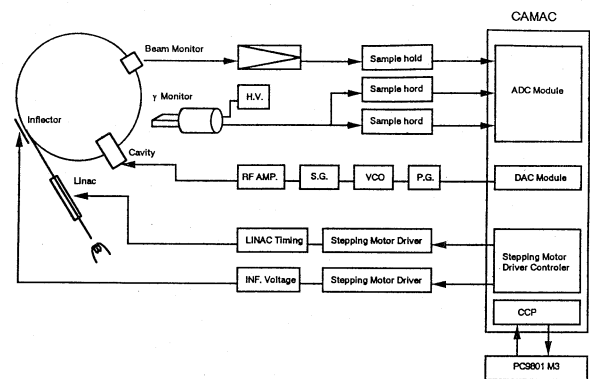 CAMAC
Beam Monitor
Sample hold
γ Monitor
H.V.
Sample hord
ADC Module
Inflector
Sample hord
Cavity
Linac
RF AMP.
S.G.
VCO
P.G.
DAC Module
LINAC Timing
Stepping Motor Driver
Stepping Motor
Driver Controler
INF. Voltage
Stepping Motor Driver
CCP
PC9801 M3